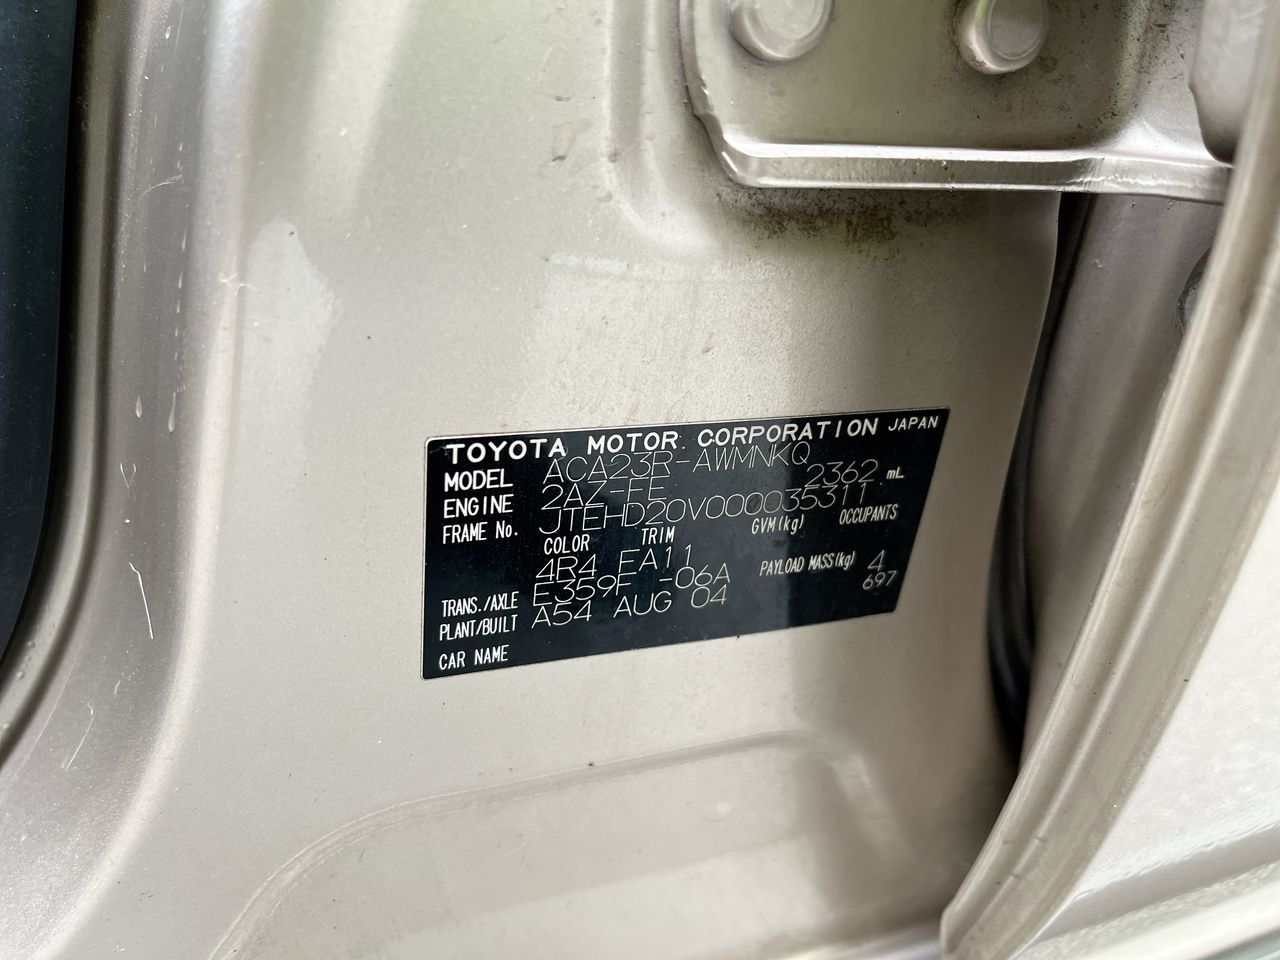 TOYOTA MOTOR CORPORATION JAPAN
MODEL ACA23R-AWMNKQ
ENGINE 2AZ-FE 2362 mL
FRAME No. JTEHD20V000035311
COLOR TRIM GVM(kg) OCCUPANTS
4R4 FA11 4
TRANS./AXLE E359F -06A PAYLOAD MASS(kg) 697
PLANT/BUILT A54 AUG 04
CAR NAME